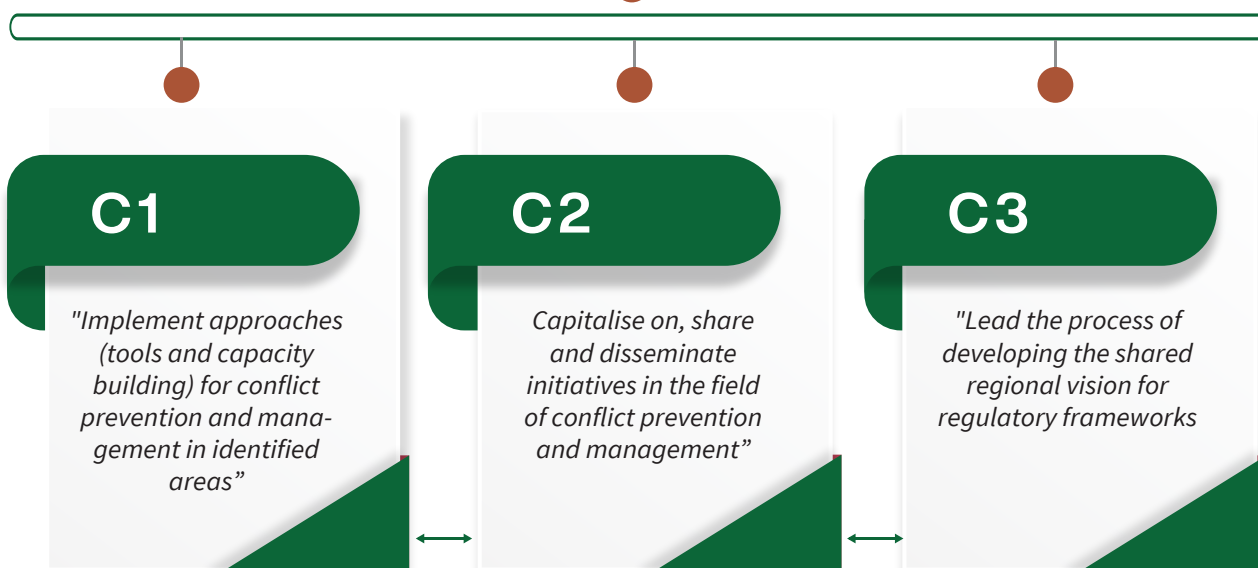 C1
"Implement approaches
(tools and capacity
building) for conflict
prevention and mana-
gement in identified
areas”
C2
Capitalise on, share
and disseminate
initiatives in the field
of conflict prevention
and management”
C3
"Lead the process of
developing the shared
regional vision for
regulatory frameworks